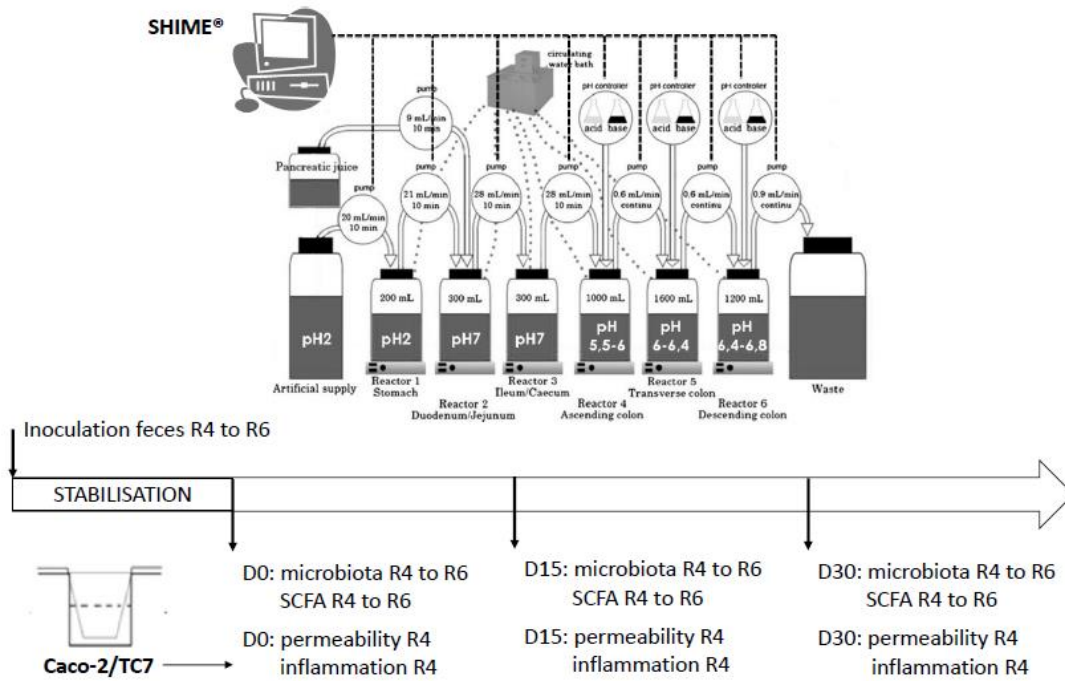 SHIME®
circulating
water bath
pH controller
pH controller
pH controller
acid base
acid base
acid base
pump
9 mL/min
10 min
Pancreatic juice
pump
20 mL/min
10 min
pump
21 mL/min
10 min
pump
28 mL/min
10 min
pump
28 mL/min
10 min
pump
0.6 mL/min
continu
pump
0.6 mL/min
continu
pump
0.9 mL/min
continu
200 mL
300 mL
300 mL
1000 mL
1600 mL
1200 mL
pH2
pH2
pH7
pH7
pH
5,5-6
pH
6-6,4
pH
6,4-6,8
Artificial supply
Reactor 1
Stomach
Reactor 2
Duodenum/Jejunum
Reactor 3
Ileum/Caecum
Reactor 4
Ascending colon
Reactor 5
Transverse colon
Reactor 6
Descending colon
Waste
Inoculation feces R4 to R6
STABILISATION
D0: microbiota R4 to R6
SCFA R4 to R6
D0: permeability R4
inflammation R4
D15: microbiota R4 to R6
SCFA R4 to R6
D15: permeability R4
inflammation R4
D30: microbiota R4 to R6
SCFA R4 to R6
D30: permeability R4
inflammation R4
Caco-2/TC7